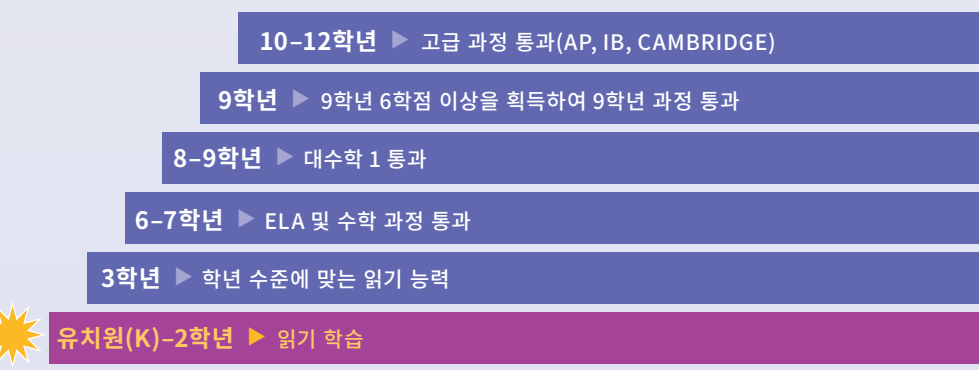 10–12학년 ▶ 고급 과정 통과(AP, IB, CAMBRIDGE)
9학년 ▶ 9학년 6학점 이상을 획득하여 9학년 과정 통과
8–9학년 ▶ 대수학 1 통과
6–7학년 ▶ ELA 및 수학 과정 통과
3학년 ▶ 학년 수준에 맞는 읽기 능력
유치원(K)–2학년 ▶ 읽기 학습